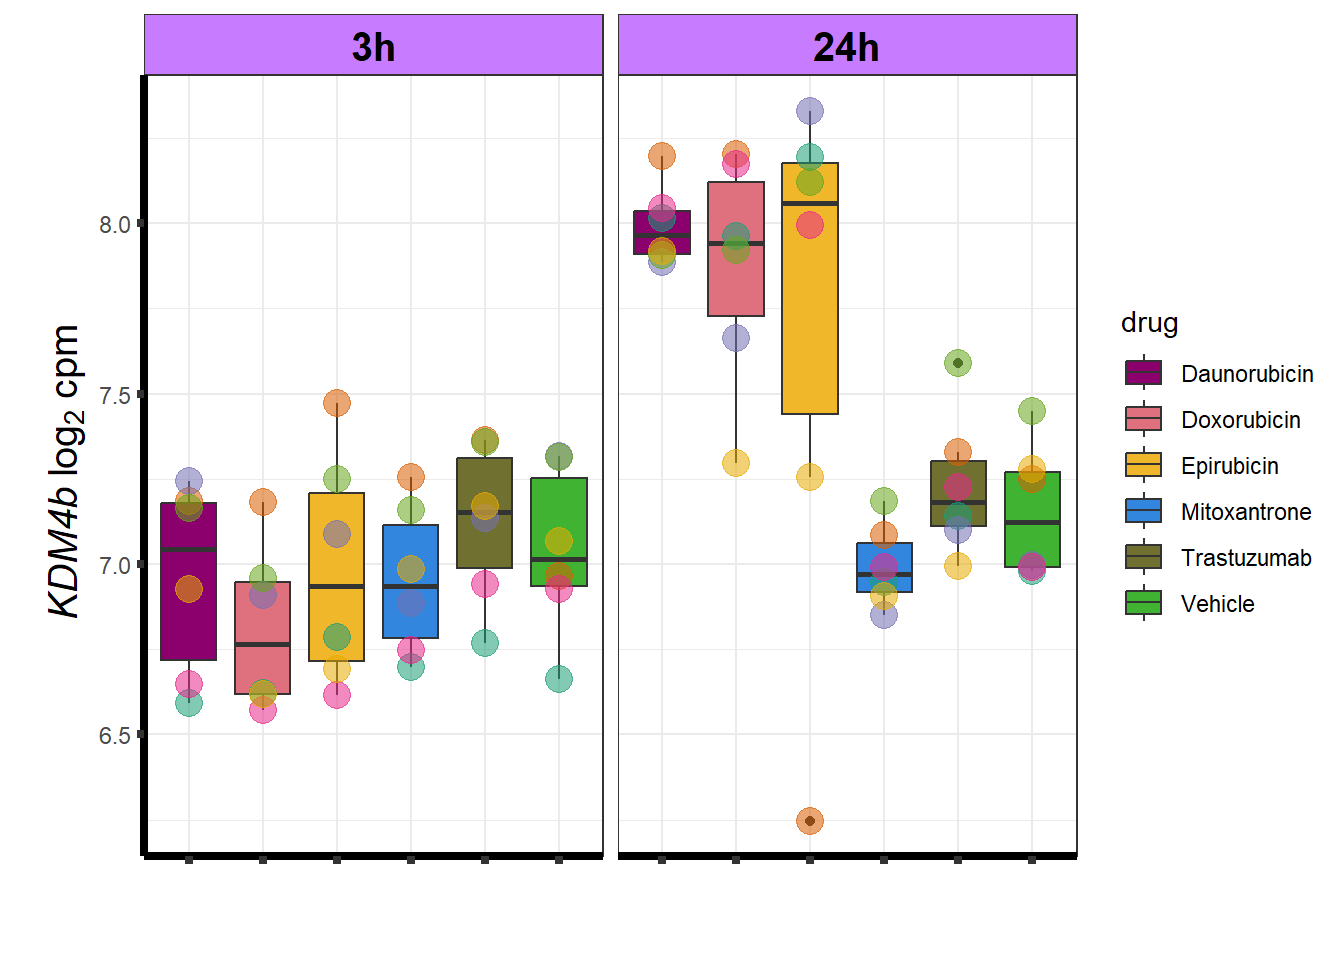 3h
24h
KDM4b log₂ cpm
8.0
7.5
7.0
6.5
drug
Daunorubicin
Doxorubicin
Epirubicin
Mitoxantrone
Trastuzumab
Vehicle